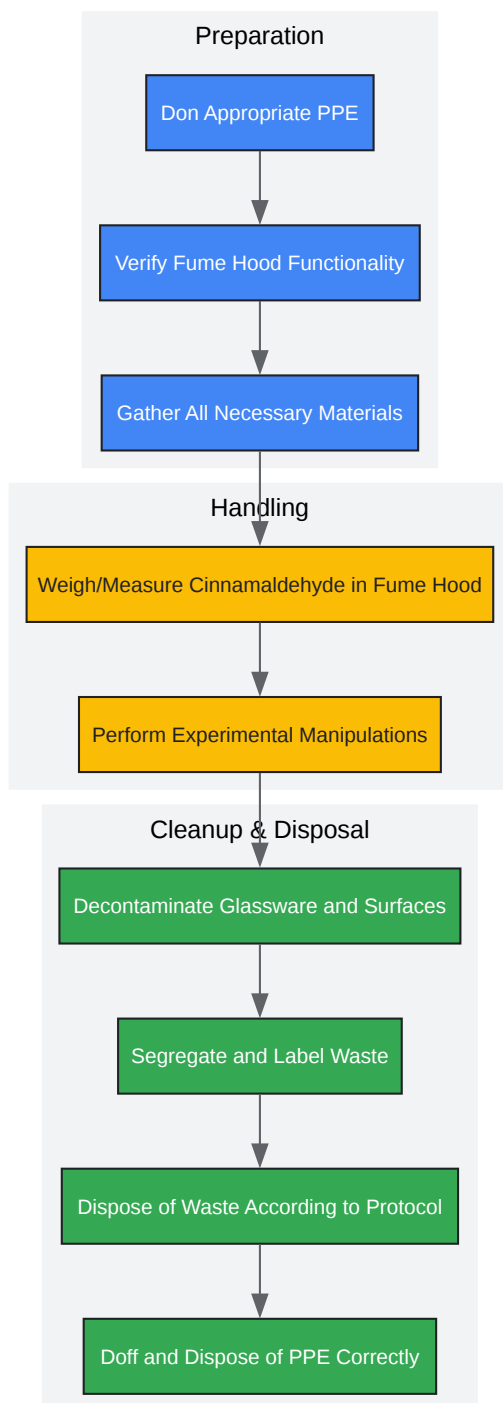 Preparation
Don Appropriate PPE
Verify Fume Hood Functionality
Gather All Necessary Materials
Handling
Weigh/Measure Cinnamaldehyde in Fume Hood
Perform Experimental Manipulations
Cleanup & Disposal
Decontaminate Glassware and Surfaces
Segregate and Label Waste
Dispose of Waste According to Protocol
Doff and Dispose of PPE Correctly